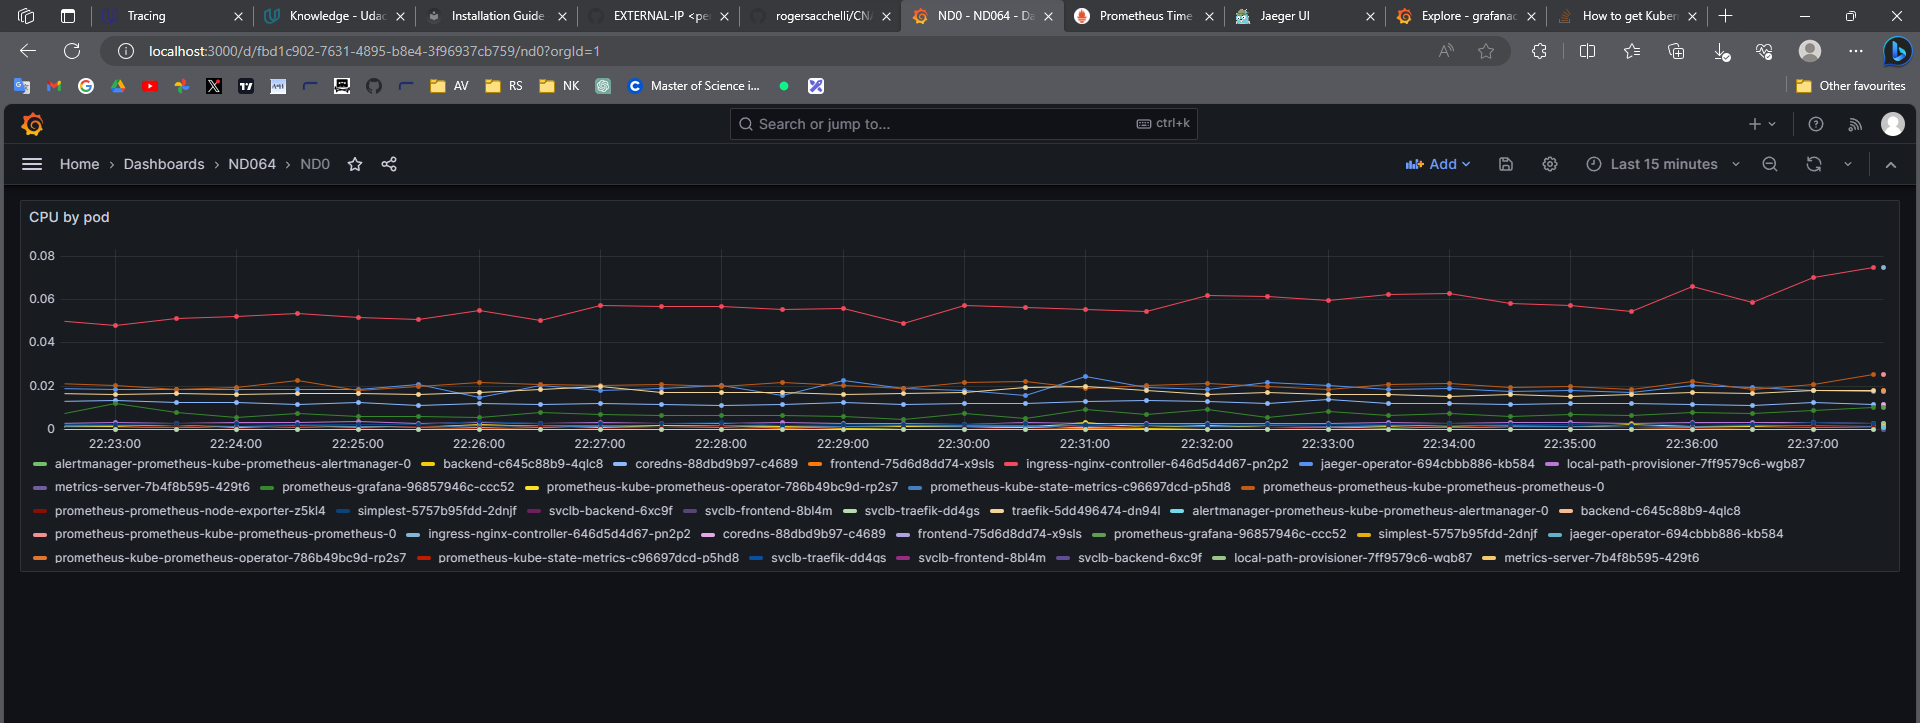 Tracing
Knowledge - Udac
Installation Guide
EXTERNAL-IP <pe
rogersacchelli/CN
ND0 - ND064 - Da
Prometheus Time
Jaeger UI
Explore - grafanac
How to get Kuber
localhost:3000/d/fbd1c902-7631-4895-b8e4-3f96937cb759/nd0?orgId=1
AV
RS
NK
Master of Science i...
Other favourites
Search or jump to...
ctrl+k
Home › Dashboards › ND064 › ND0
Add
Last 15 minutes
CPU by pod
0.08
0.06
0.04
0.02
0
22:23:00 22:24:00 22:25:00 22:26:00 22:27:00 22:28:00 22:29:00 22:30:00 22:31:00 22:32:00 22:33:00 22:34:00 22:35:00 22:36:00 22:37:00
alertmanager-prometheus-kube-prometheus-alertmanager-0 backend-c645c88b9-4qlc8 coredns-88dbd9b97-c4689 frontend-75d6d8dd74-x9sls ingress-nginx-controller-646d5d4d67-pn2p2 jaeger-operator-694cbbb886-kb584 local-path-provisioner-7ff9579c6-wgb87
metrics-server-7b4f8b595-429t6 prometheus-grafana-96857946c-ccc52 prometheus-kube-prometheus-operator-786b49bc9d-rp2s7 prometheus-kube-state-metrics-c96697dcd-p5hd8 prometheus-prometheus-kube-prometheus-prometheus-0
prometheus-prometheus-node-exporter-z5kl4 simplest-5757b95fdd-2dnjf svclb-backend-6xc9f svclb-frontend-8bl4m svclb-traefik-dd4gs traefik-5dd496474-dn94l alertmanager-prometheus-kube-prometheus-alertmanager-0 backend-c645c88b9-4qlc8
prometheus-prometheus-kube-prometheus-prometheus-0 ingress-nginx-controller-646d5d4d67-pn2p2 coredns-88dbd9b97-c4689 frontend-75d6d8dd74-x9sls prometheus-grafana-96857946c-ccc52 simplest-5757b95fdd-2dnjf jaeger-operator-694cbbb886-kb584
prometheus-kube-prometheus-operator-786b49bc9d-rp2s7 prometheus-kube-state-metrics-c96697dcd-p5hd8 svclb-traefik-dd4gs svclb-frontend-8bl4m svclb-backend-6xc9f local-path-provisioner-7ff9579c6-wgb87 metrics-server-7b4f8b595-429t6